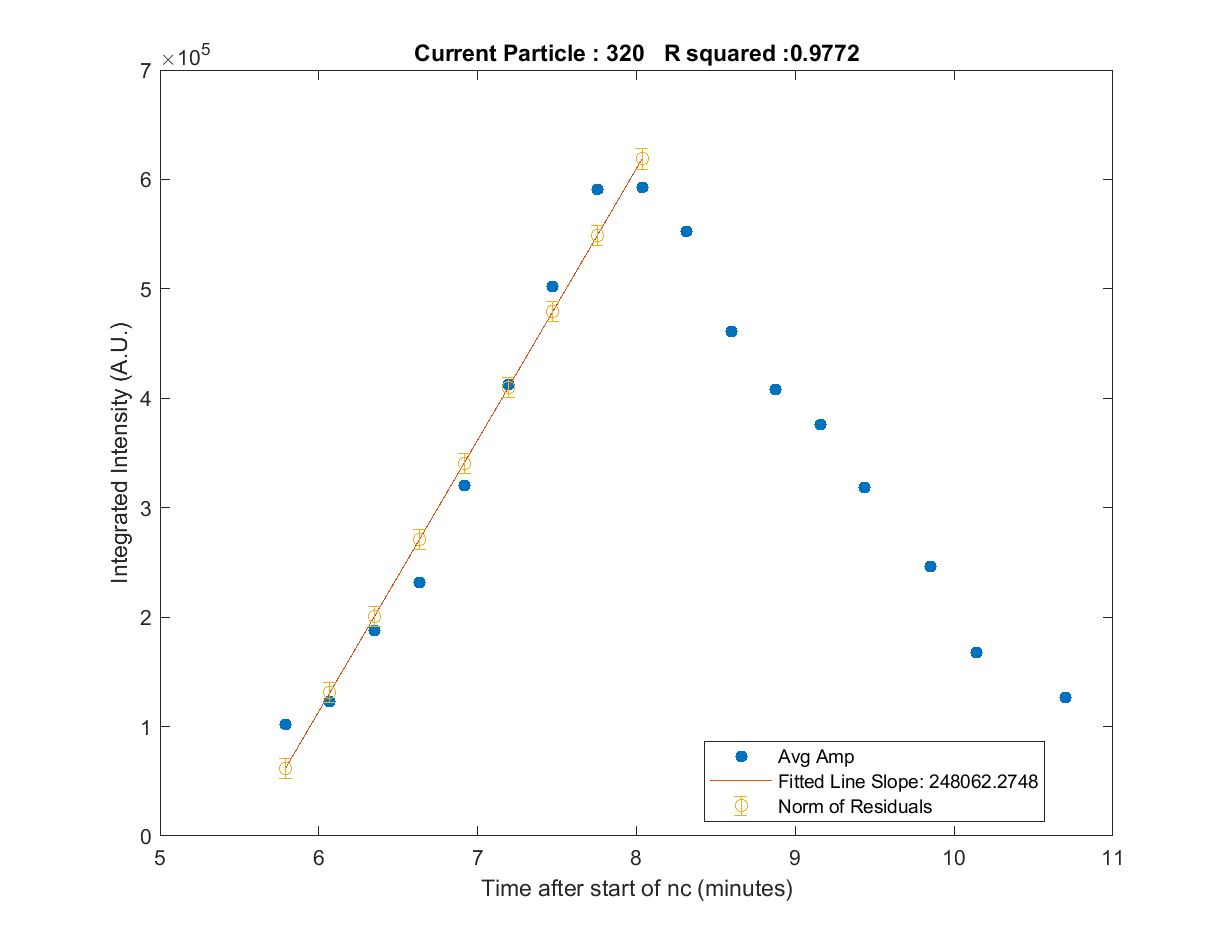 Current Particle : 320 R squared :0.9772
×10^5
7
6
5
4
3
2
1
0
Integrated Intensity (A.U.)
5 6 7 8 9 10 11
Time after start of nc (minutes)
Avg Amp
Fitted Line Slope: 248062.2748
Norm of Residuals